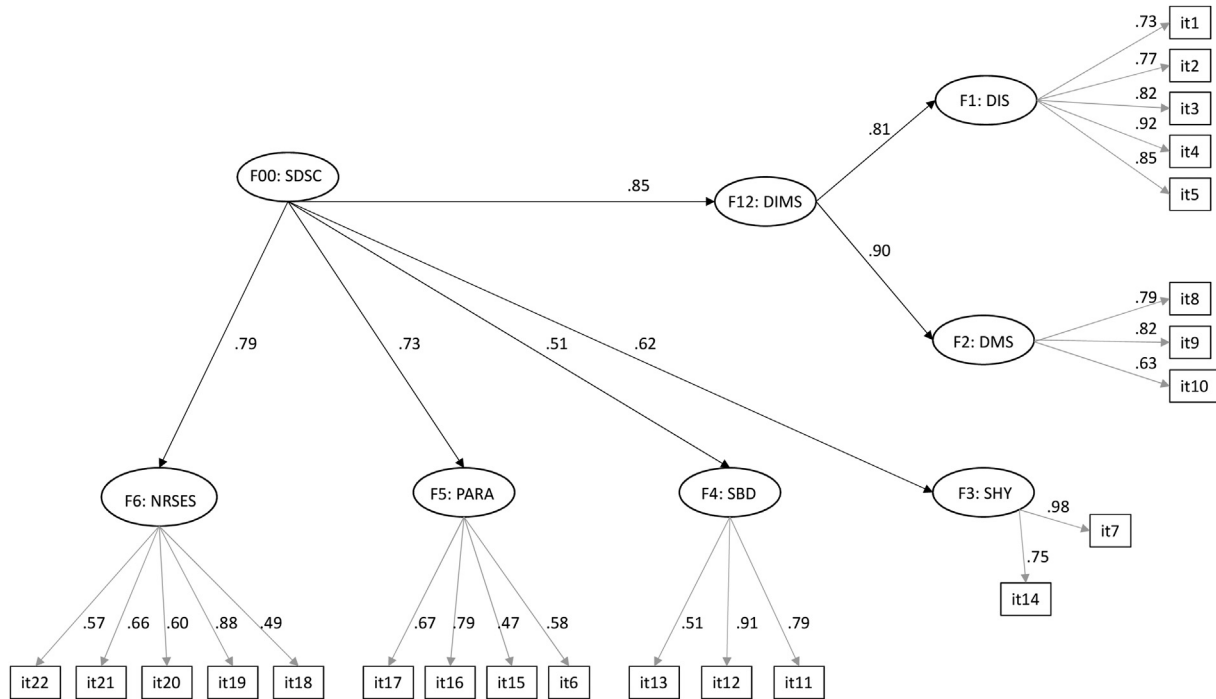 .73
it1
.77
it2
F1: DIS
.82
it3
.92
it4
.81
.85
it5
F00: SDSC
.85
F12: DIMS
.90
.79
it8
.82
it9
F2: DMS
.63
it10
.79
.73
.51
.62
F6: NRSES
F5: PARA
F4: SBD
F3: SHY
.98
it7
.75
it14
.57
.66
.60
.88
.49
.67
.79
.47
.58
.51
.91
.79
it22
it21
it20
it19
it18
it17
it16
it15
it6
it13
it12
it11